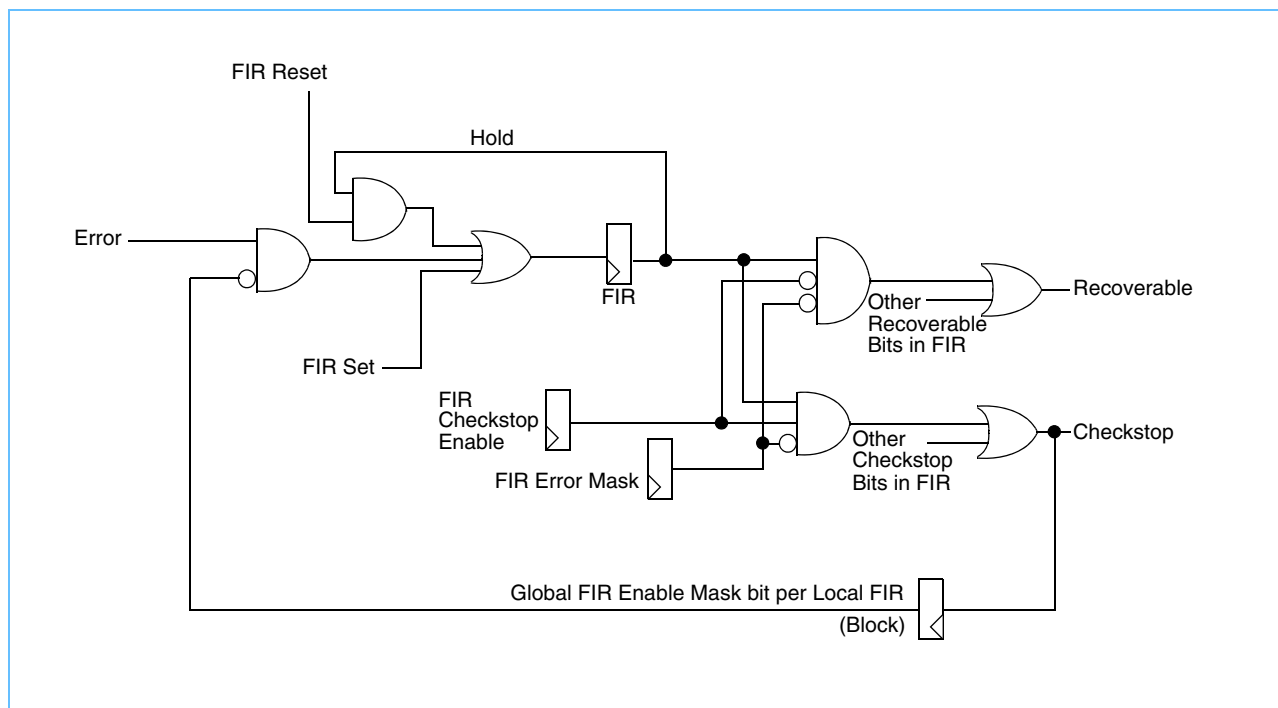 FIR Reset
Hold
Error
FIR
FIR Set
Other
Recoverable
Bits in FIR
Recoverable
FIR
Checkstop
Enable
FIR Error Mask
Other
Checkstop
Bits in FIR
Checkstop
Global FIR Enable Mask bit per Local FIR
(Block)